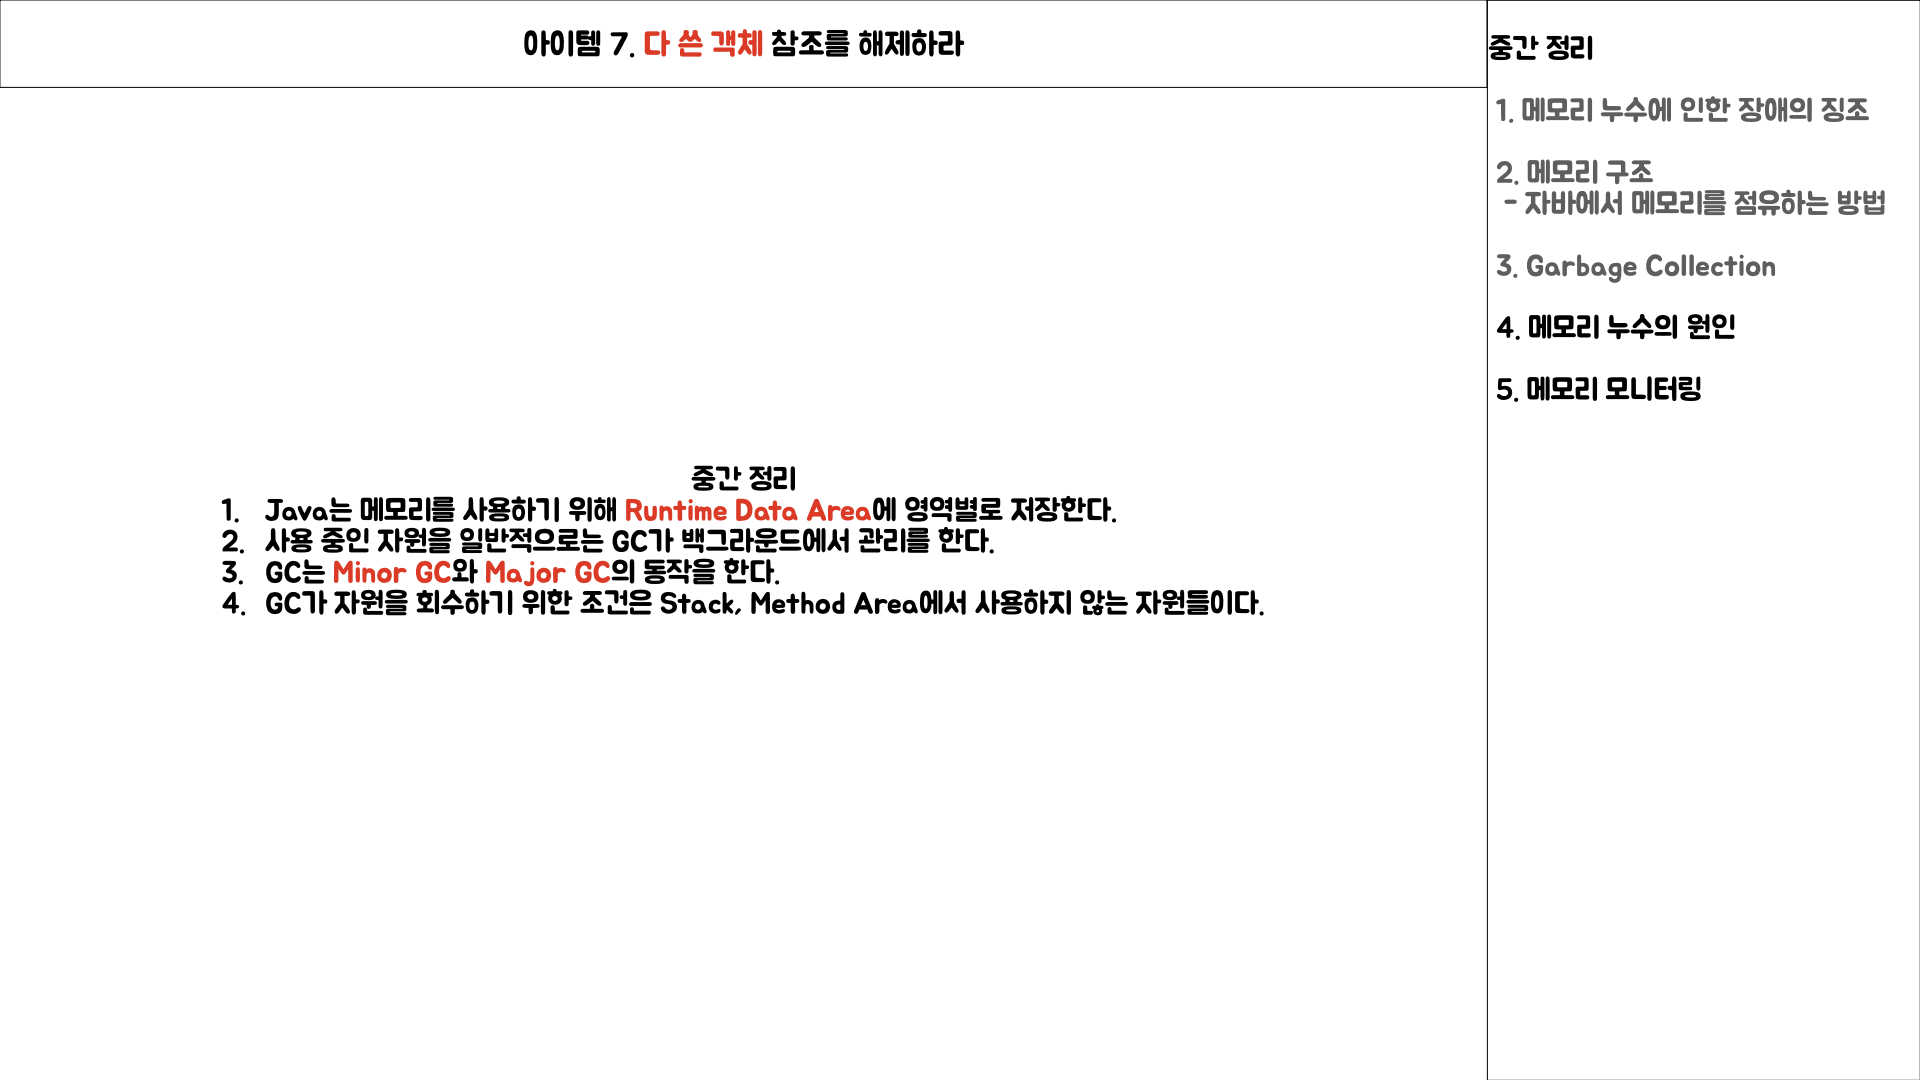 아이템 7. 다 쓴 객체 참조를 해제하라
중간 정리
1. Java는 메모리를 사용하기 위해 Runtime Data Area에 영역별로 저장한다.
2. 사용 중인 자원을 일반적으로는 GC가 백그라운드에서 관리를 한다.
3. GC는 Minor GC와 Major GC의 동작을 한다.
4. GC가 자원을 회수하기 위한 조건은 Stack, Method Area에서 사용하지 않는 자원들이다.
중간 정리
1. 메모리 누수에 인한 장애의 징조
2. 메모리 구조
- 자바에서 메모리를 점유하는 방법
3. Garbage Collection
4. 메모리 누수의 원인
5. 메모리 모니터링